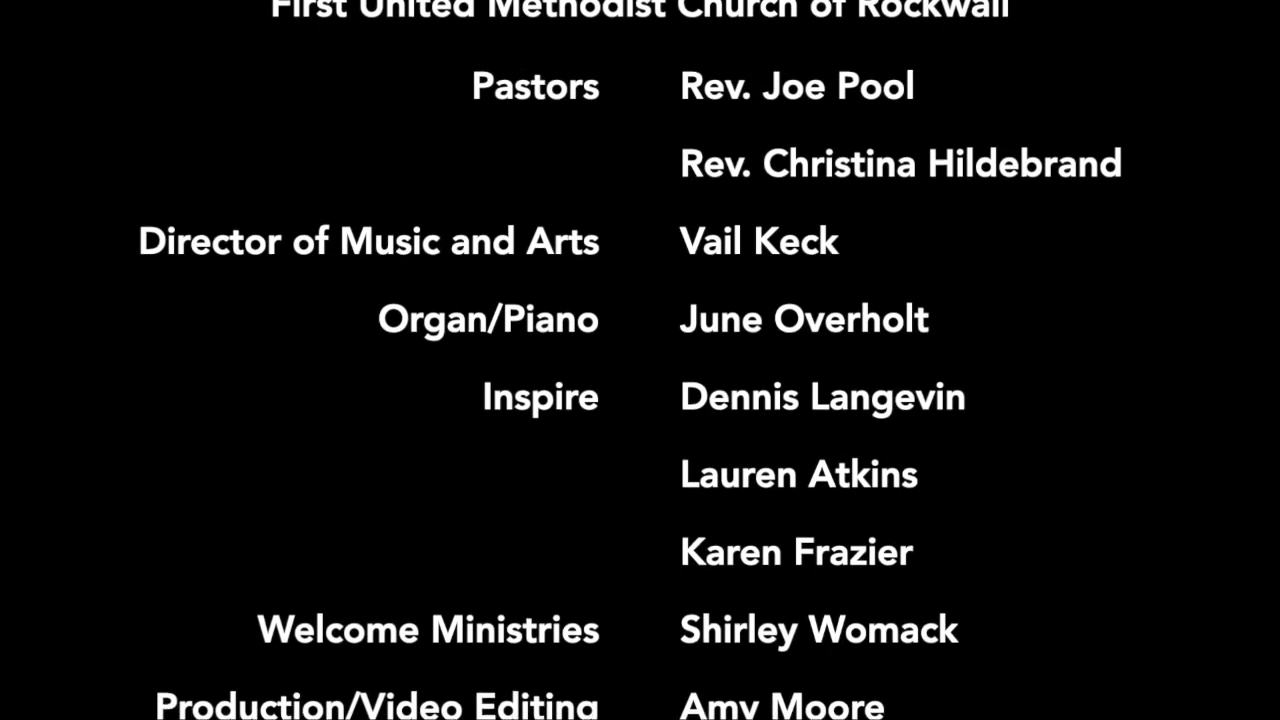 First United Methodist Church of Rockwall
Pastors Rev. Joe Pool
Rev. Christina Hildebrand
Director of Music and Arts Vail Keck
Organ/Piano June Overholt
Inspire Dennis Langevin
Lauren Atkins
Karen Frazier
Welcome Ministries Shirley Womack
Production/Video Editing Amy Moore